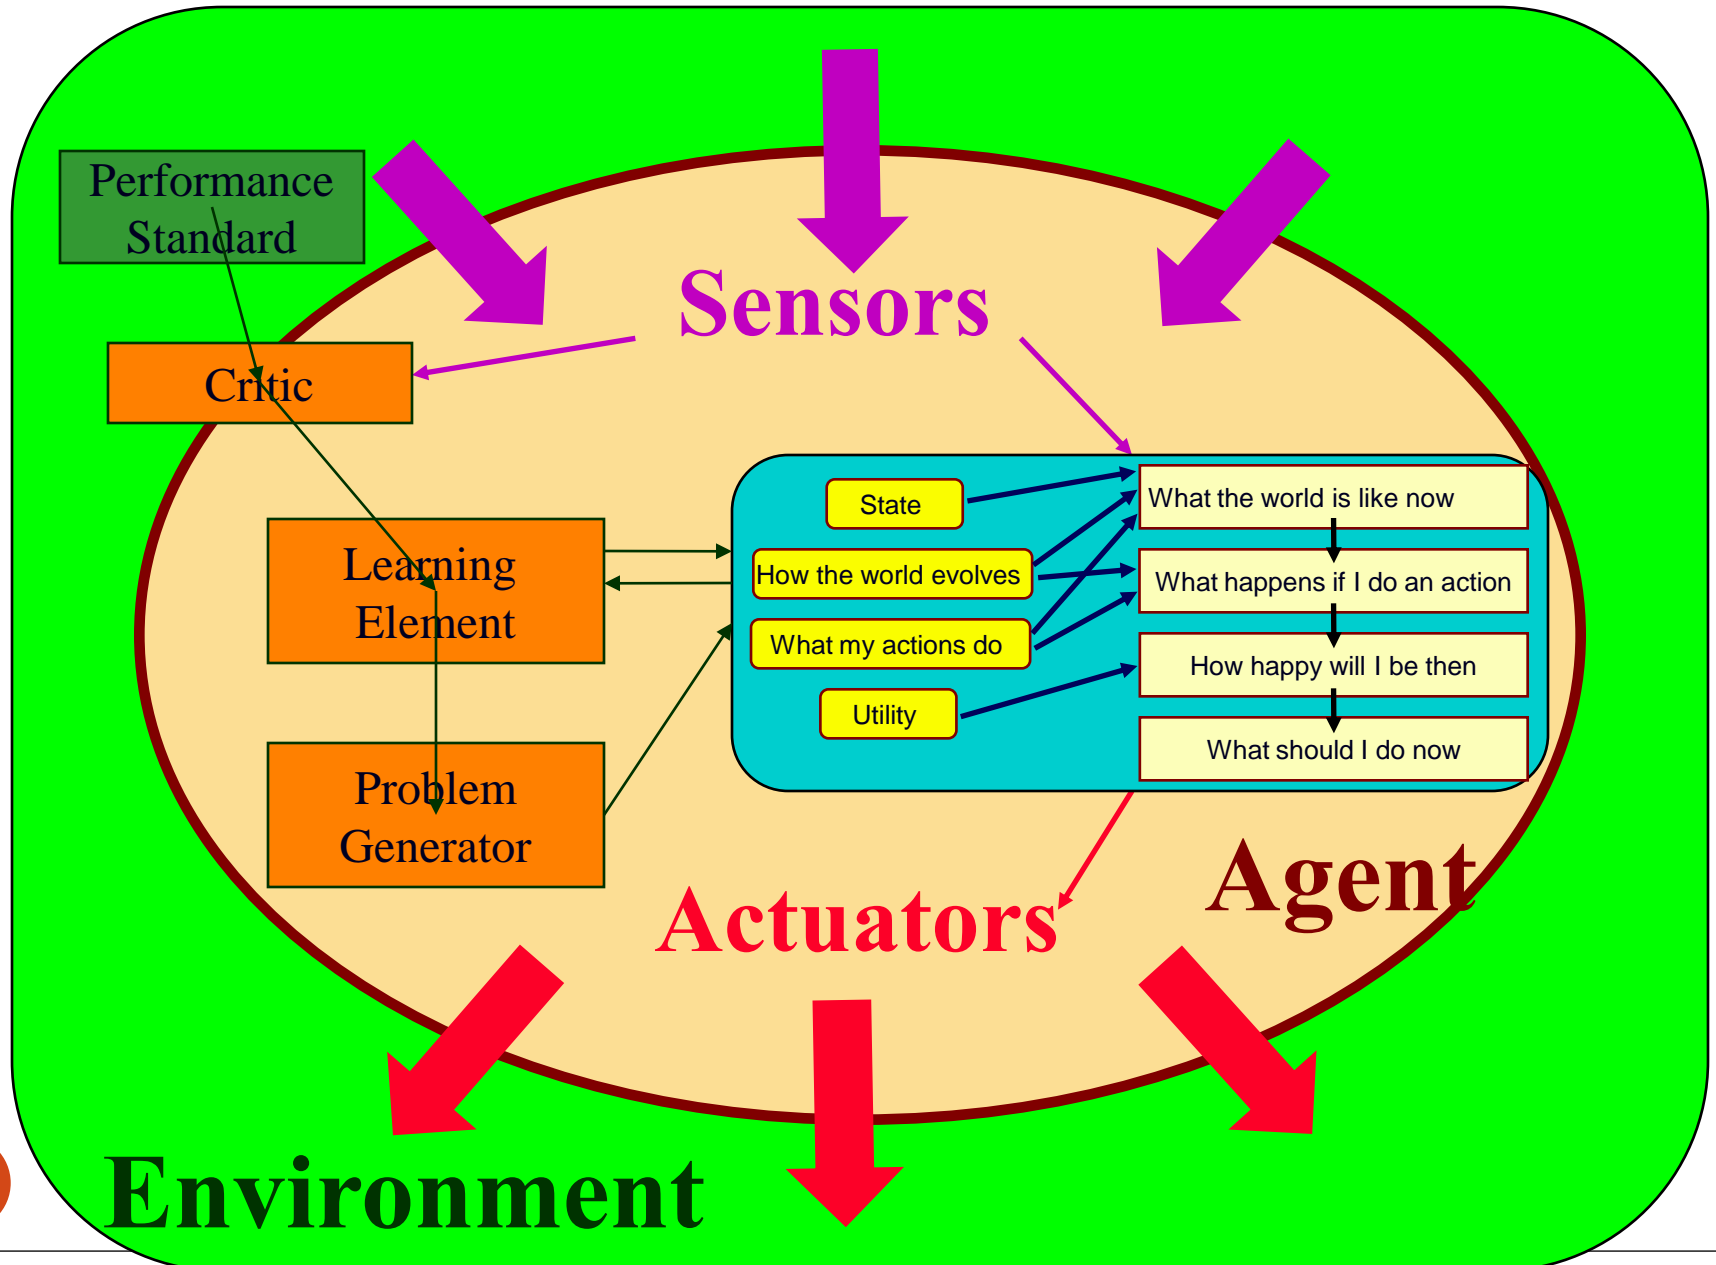 Performance
Standard
Sensors
Critic
State
What the world is like now
Learning
Element
How the world evolves
What happens if I do an action
What my actions do
How happy will I be then
Utility
What should I do now
Problem
Generator
Agent
Actuators
Environment